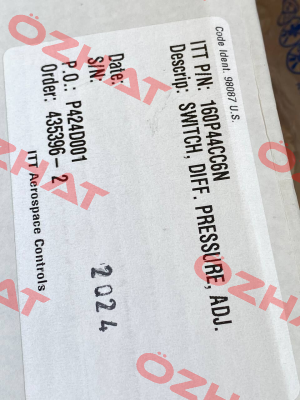 Code Ident. 98087 U.S.
ITT P/N: 160P44CC6N
Descrip: SWITCH, DIFF. PRESSURE, ADJ.
Date:
S/N: 2024
P.O.: P424D001
Order: 435396-2
ITT Aerospace Controls
ÖZHAT
ÖZHAT
ÖZHAT
ÖZHAT
ÖZHAT